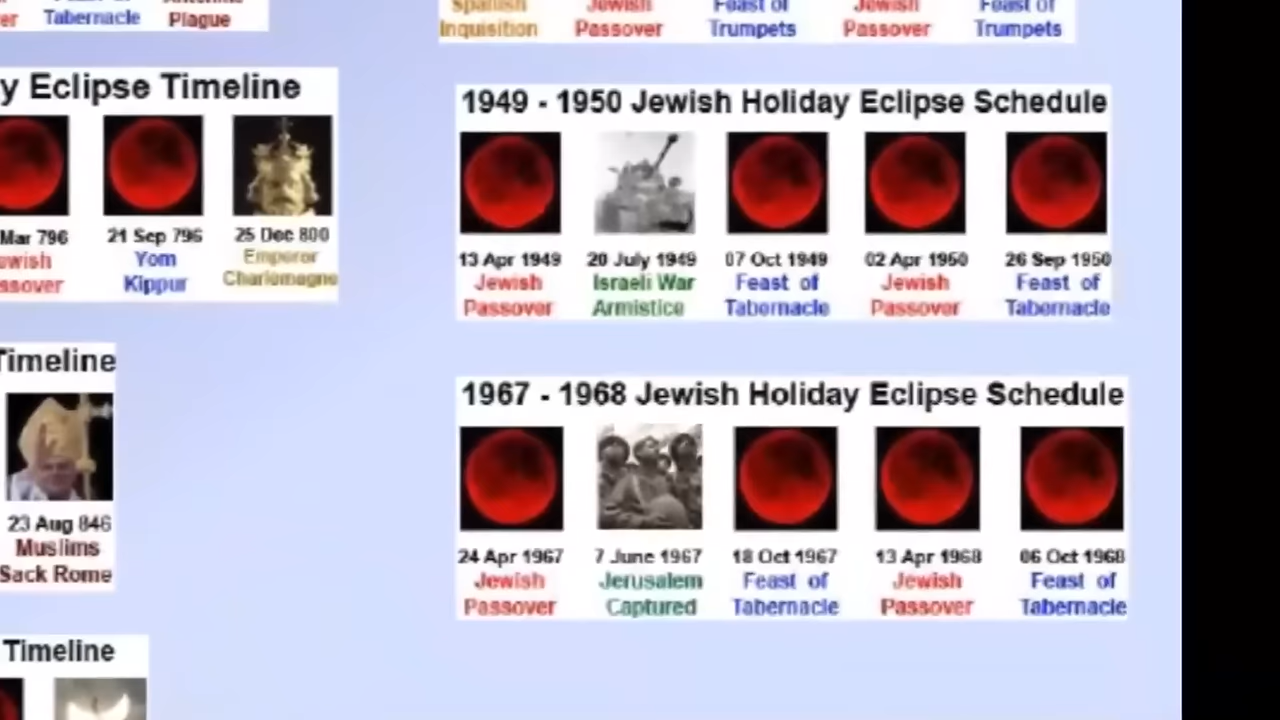 Tabernacle
Plague
Spanish Jewish Feast of Jewish Feast of
Inquisition Passover Trumpets Passover Trumpets
y Eclipse Timeline
Mar 796 21 Sep 796 25 Dec 800
ewish Yom Emperor
ssover Kippur Charlemagne
1949 - 1950 Jewish Holiday Eclipse Schedule
13 Apr 1949 20 July 1949 07 Oct 1949 02 Apr 1950 26 Sep 1950
Jewish Israeli War Feast of Jewish Feast of
Passover Armistice Tabernacle Passover Tabernacle
Timeline
23 Aug 846
Muslims
Sack Rome
1967 - 1968 Jewish Holiday Eclipse Schedule
24 Apr 1967 7 June 1967 18 Oct 1967 13 Apr 1968 06 Oct 1968
Jewish Jerusalem Feast of Jewish Feast of
Passover Captured Tabernacle Passover Tabernacle
Timeline